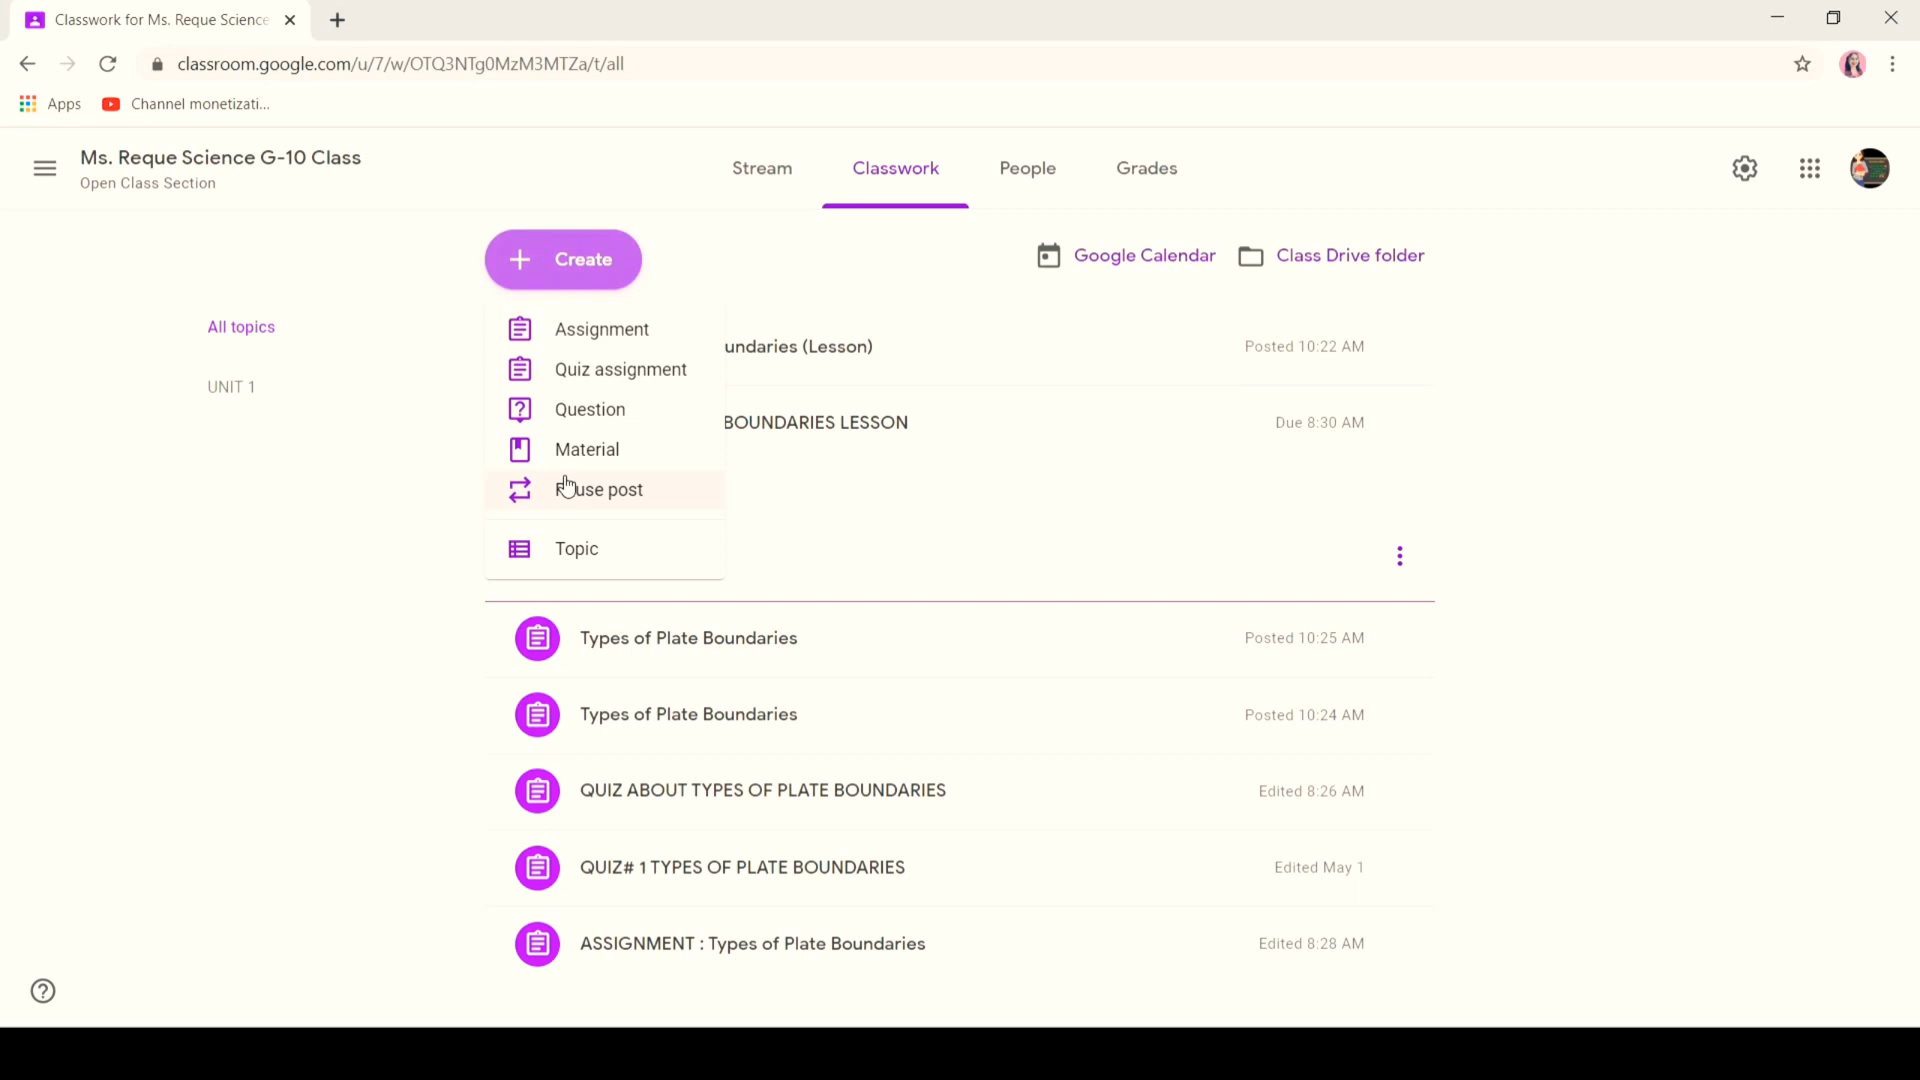 Classwork for Ms. Reque Science
classroom.google.com/u/7/w/OTQ3NTg0MzM3MTZa/t/all
Apps
Channel monetizati...
Ms. Reque Science G-10 Class
Open Class Section
Stream
Classwork
People
Grades
Create
Google Calendar
Class Drive folder
All topics
UNIT 1
Assignment
Quiz assignment
Question
Material
use post
Topic
undaries (Lesson)
Posted 10:22 AM
BOUNDARIES LESSON
Due 8:30 AM
Types of Plate Boundaries
Posted 10:25 AM
Types of Plate Boundaries
Posted 10:24 AM
QUIZ ABOUT TYPES OF PLATE BOUNDARIES
Edited 8:26 AM
QUIZ# 1 TYPES OF PLATE BOUNDARIES
Edited May 1
ASSIGNMENT : Types of Plate Boundaries
Edited 8:28 AM